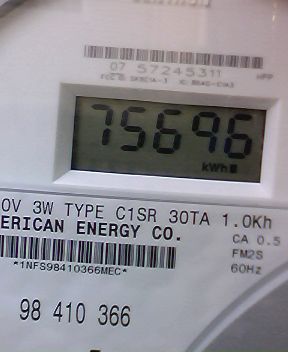 07 57245311
HPP
75696
kWh
0V 3W TYPE C1SR 30TA 1.0Kh
ERICAN ENERGY CO.
CA 0.5
FM2S
*1NFS98410366MEC*
60Hz
98 410 366